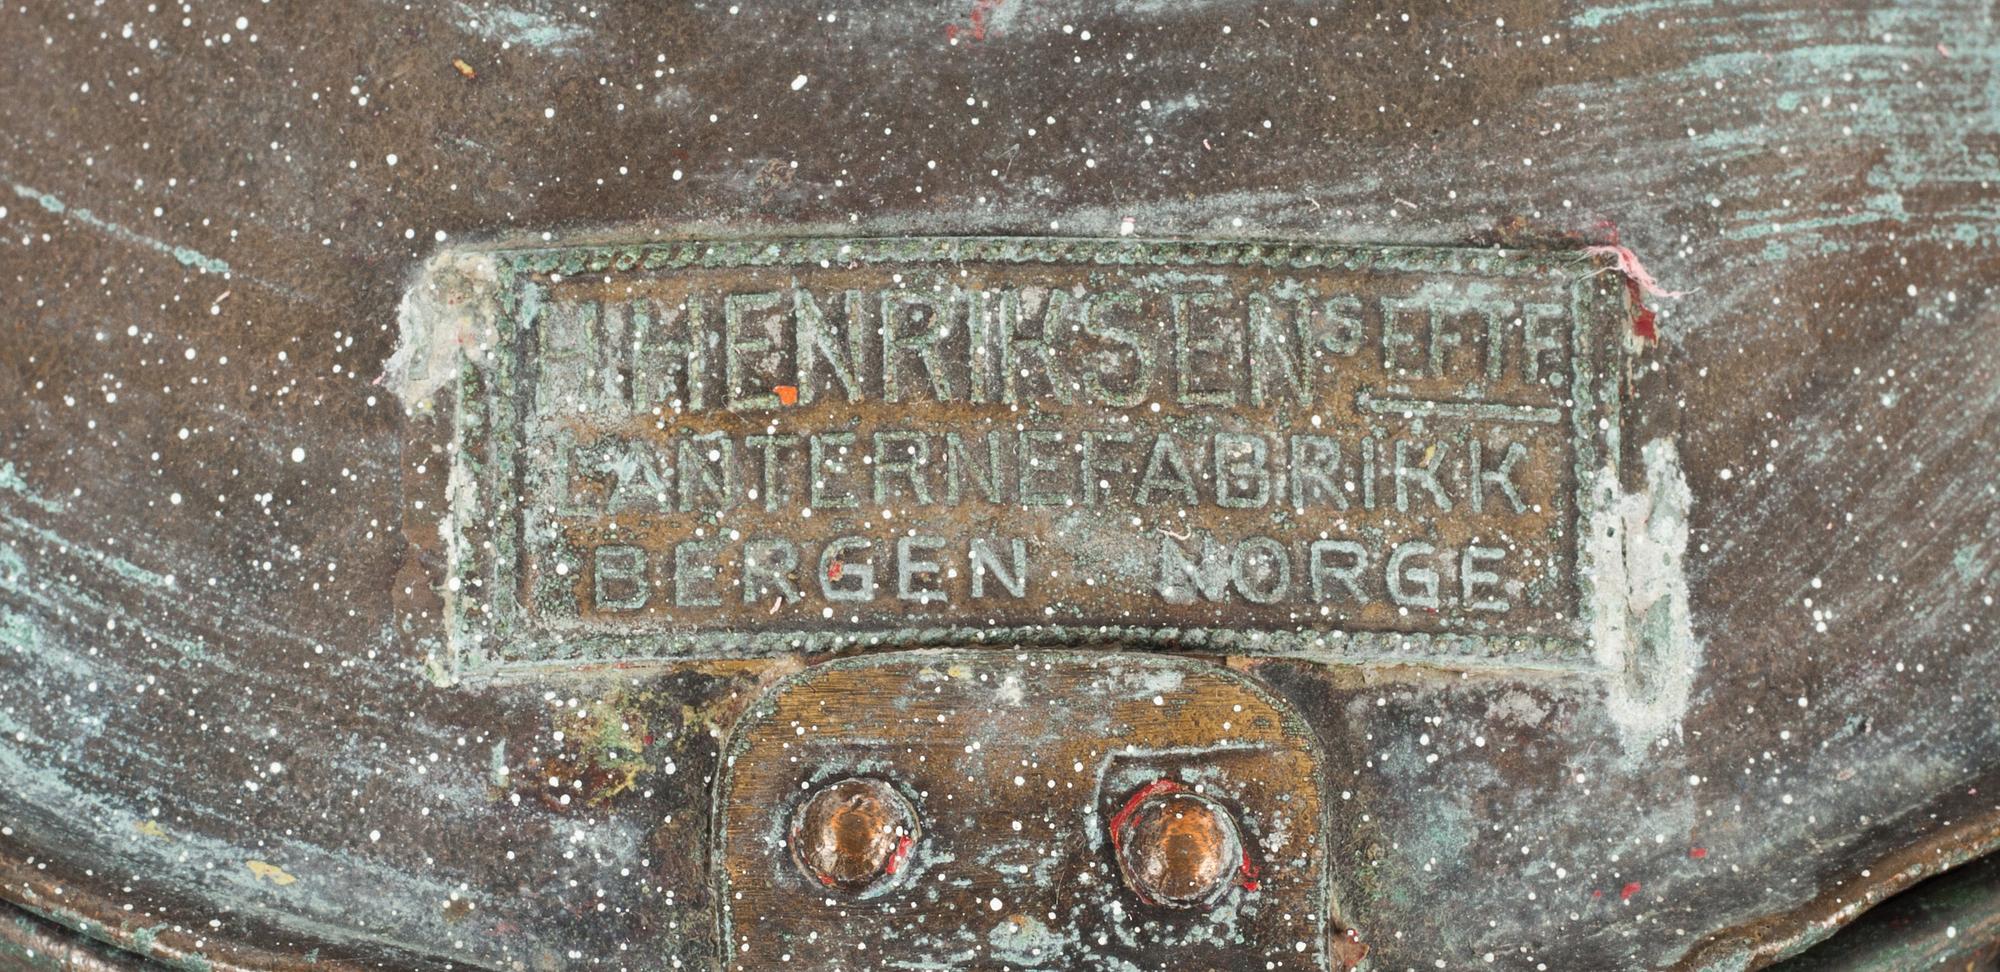 H HENRIKSENS EFTF.
LANTERNEFABRIKK
BERGEN NORGE